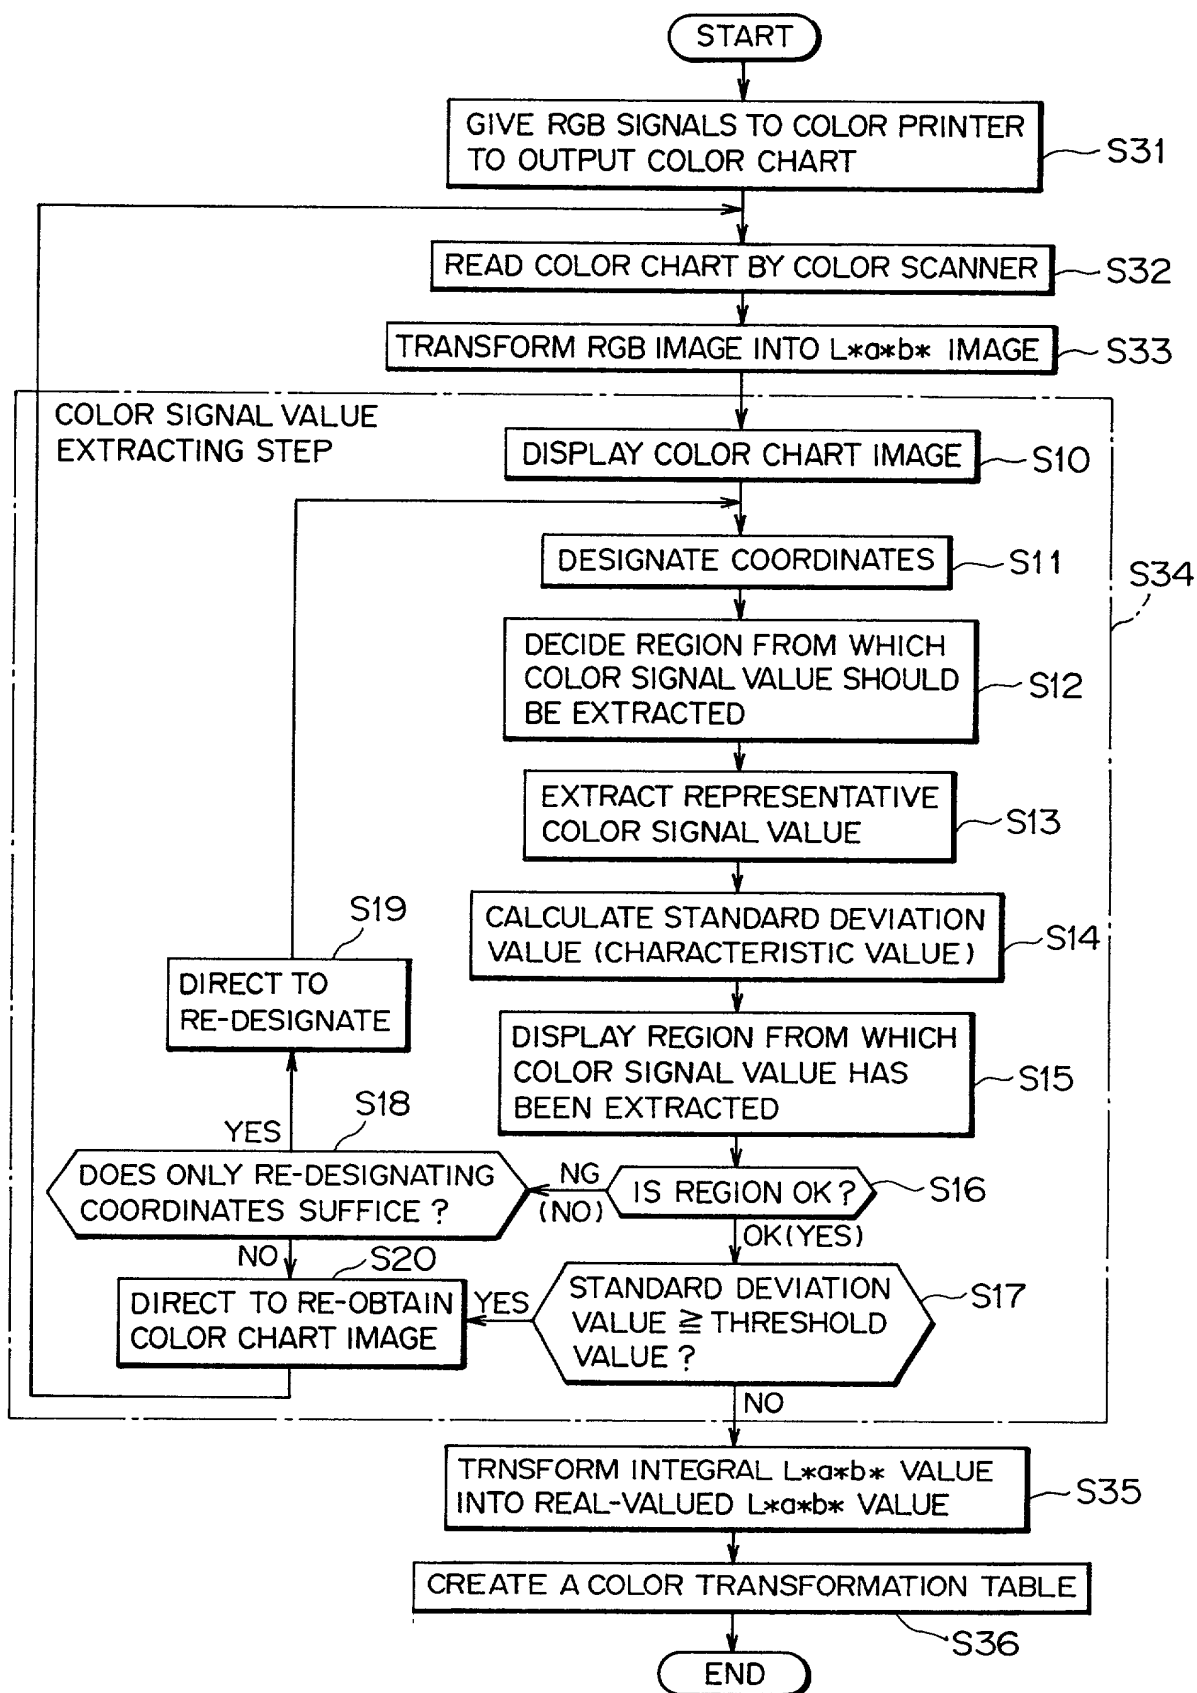 START
GIVE RGB SIGNALS TO COLOR PRINTER
TO OUTPUT COLOR CHART
S31
READ COLOR CHART BY COLOR SCANNER
S32
TRANSFORM RGB IMAGE INTO L*a*b* IMAGE
S33
COLOR SIGNAL VALUE
EXTRACTING STEP
DISPLAY COLOR CHART IMAGE
S10
DESIGNATE COORDINATES
S11
S34
DECIDE REGION FROM WHICH
COLOR SIGNAL VALUE SHOULD
BE EXTRACTED
S12
EXTRACT REPRESENTATIVE
COLOR SIGNAL VALUE
S13
CALCULATE STANDARD DEVIATION
VALUE (CHARACTERISTIC VALUE)
S14
S19
DIRECT TO
RE-DESIGNATE
DISPLAY REGION FROM WHICH
COLOR SIGNAL VALUE HAS
BEEN EXTRACTED
S15
YES
S18
DOES ONLY RE-DESIGNATING
COORDINATES SUFFICE ?
NG
(NO)
IS REGION OK ?
S16
OK(YES)
NO
S20
DIRECT TO RE-OBTAIN
COLOR CHART IMAGE
YES
STANDARD DEVIATION
VALUE ≧ THRESHOLD
VALUE ?
S17
NO
TRNSFORM INTEGRAL L*a*b* VALUE
INTO REAL-VALUED L*a*b* VALUE
S35
CREATE A COLOR TRANSFORMATION TABLE
S36
END